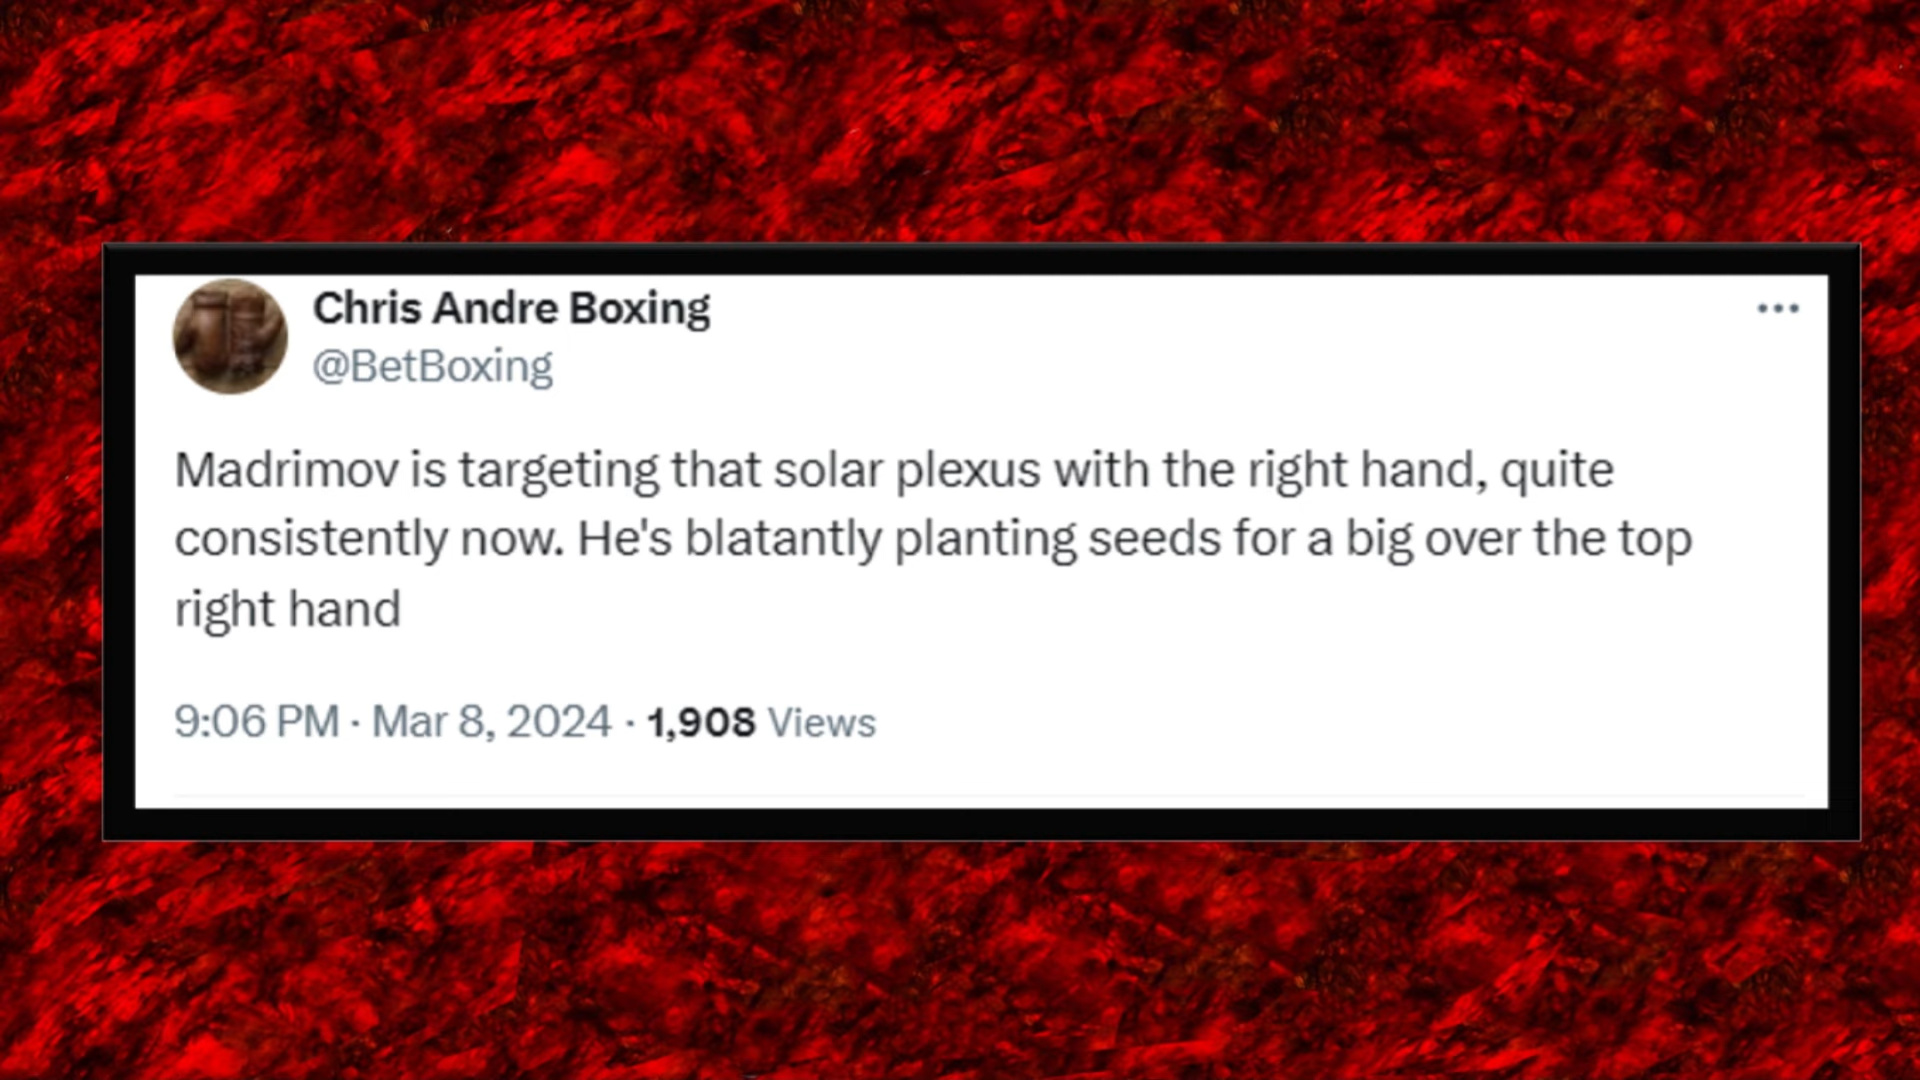 Chris Andre Boxing
@BetBoxing
Madrimov is targeting that solar plexus with the right hand, quite
consistently now. He's blatantly planting seeds for a big over the top
right hand
9:06 PM · Mar 8, 2024 · 1,908 Views